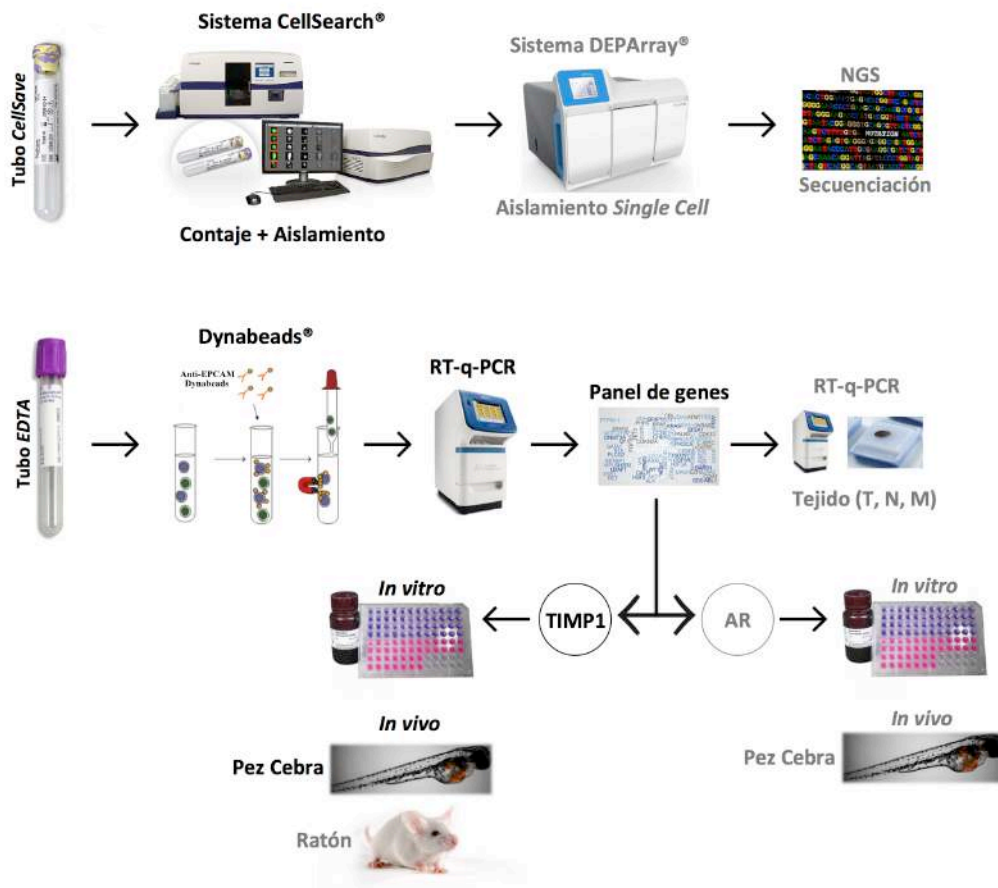 Sistema CellSearch®
Tubo CellSave
Contaje + Aislamiento
Sistema DEPArray®
Aislamiento Single Cell
NGS
MUTATION
Secuenciación
Tubo EDTA
Dynabeads®
Anti-EPCAM
Dynabeads
RT-q-PCR
Panel de genes
RT-q-PCR
Tejido (T, N, M)
In vitro
TIMP1
AR
In vitro
In vivo
Pez Cebra
In vivo
Pez Cebra
Ratón